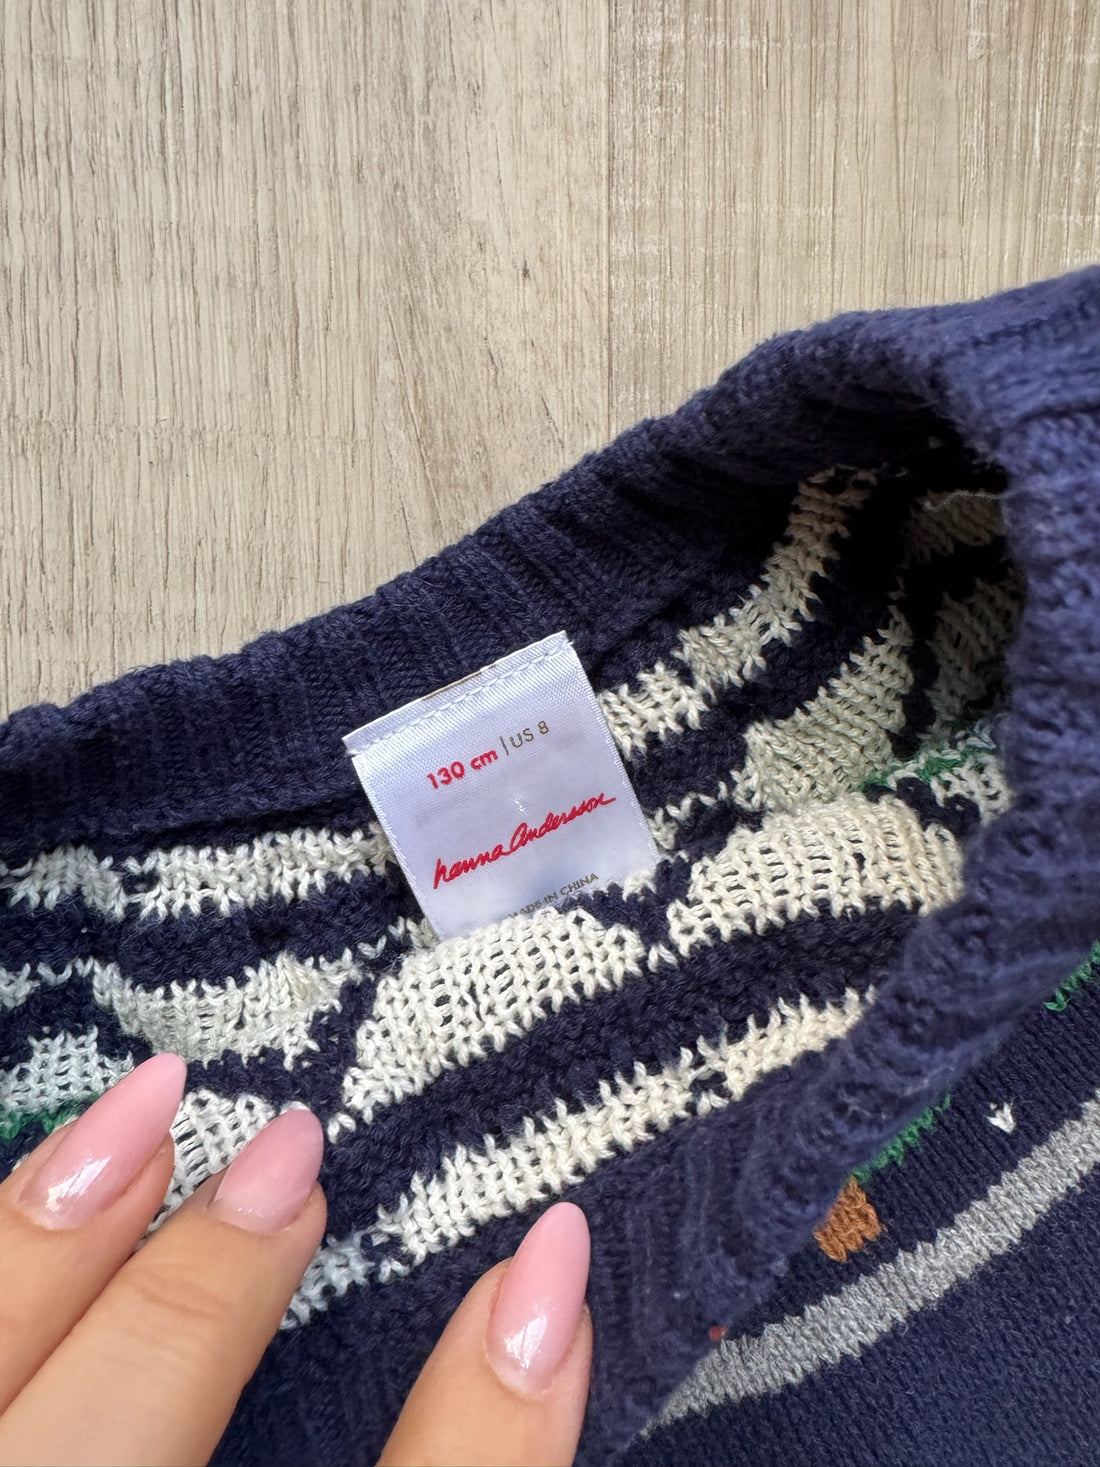 130 cm | US 8
hanna Andersson
MADE IN CHINA